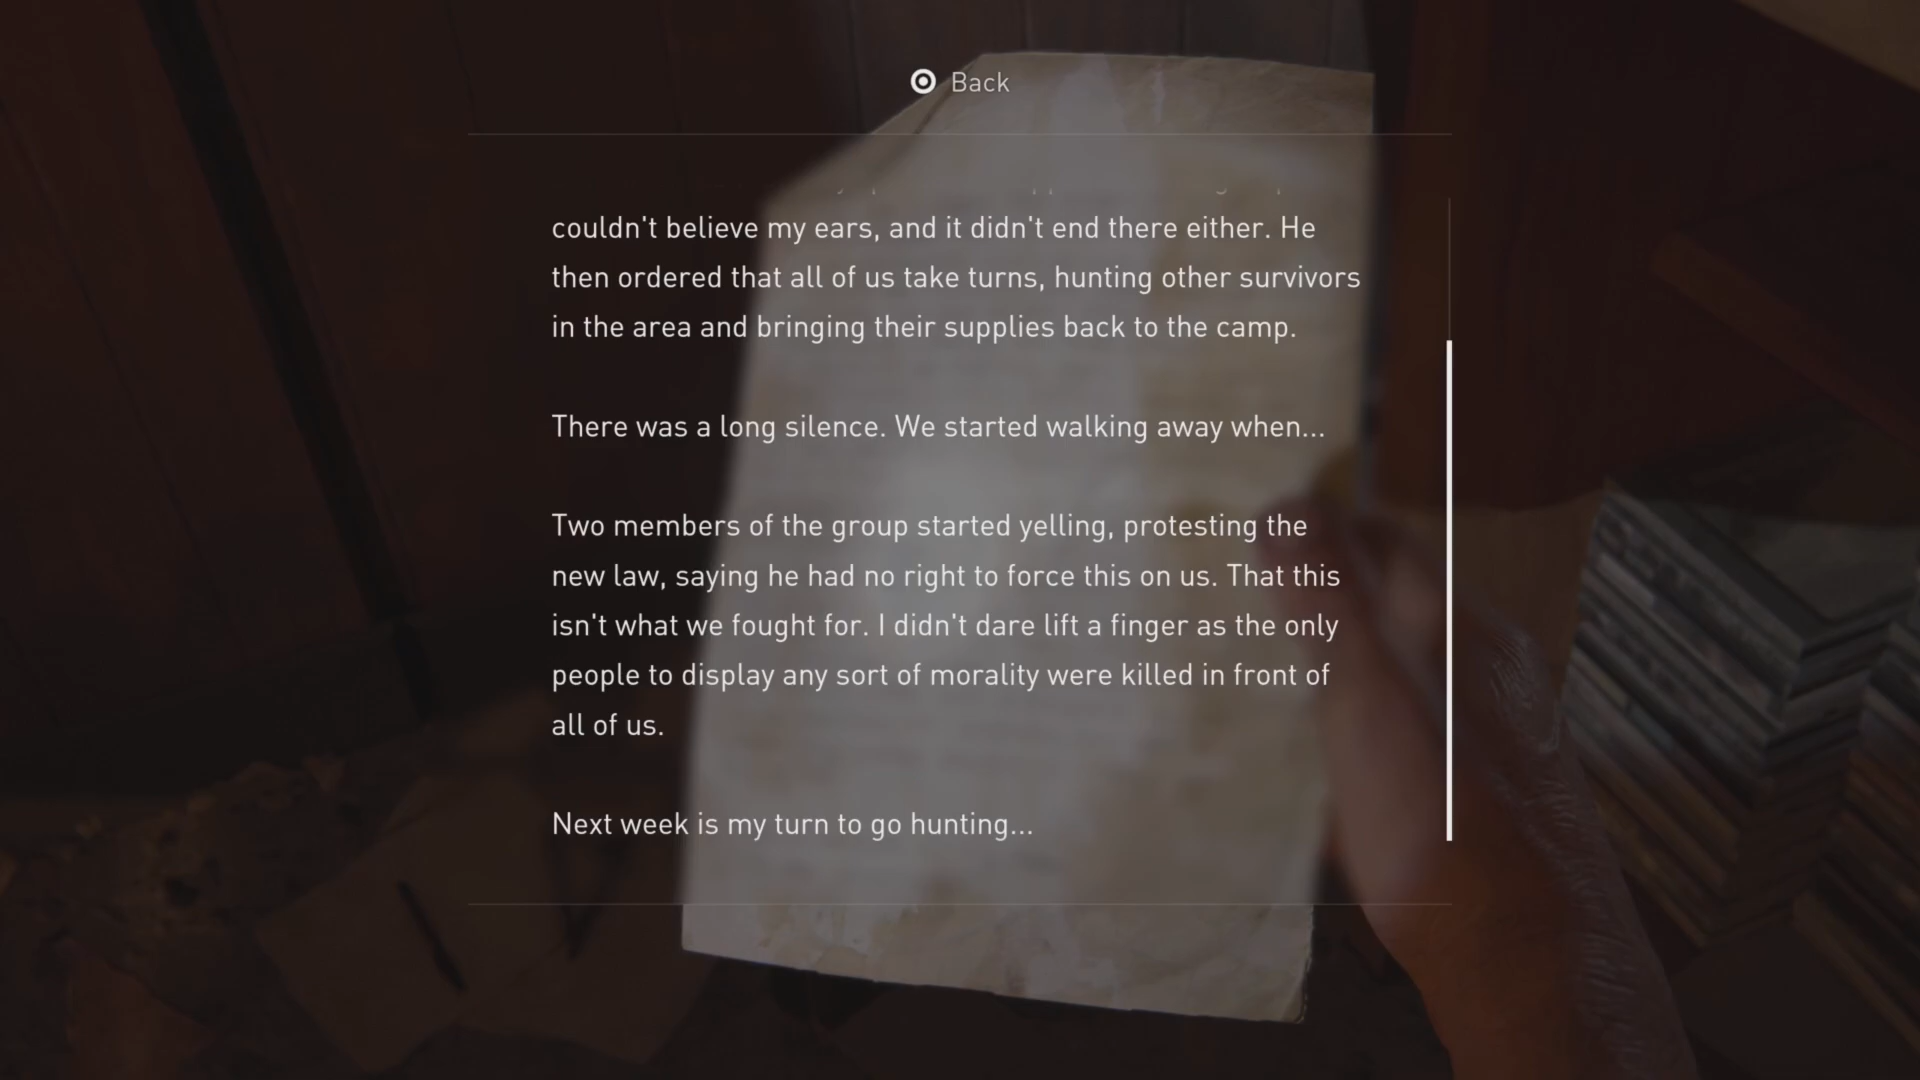 Back
couldn't believe my ears, and it didn't end there either. He
then ordered that all of us take turns, hunting other survivors
in the area and bringing their supplies back to the camp.
There was a long silence. We started walking away when...
Two members of the group started yelling, protesting the
new law, saying he had no right to force this on us. That this
isn't what we fought for. I didn't dare lift a finger as the only
people to display any sort of morality were killed in front of
all of us.
Next week is my turn to go hunting...